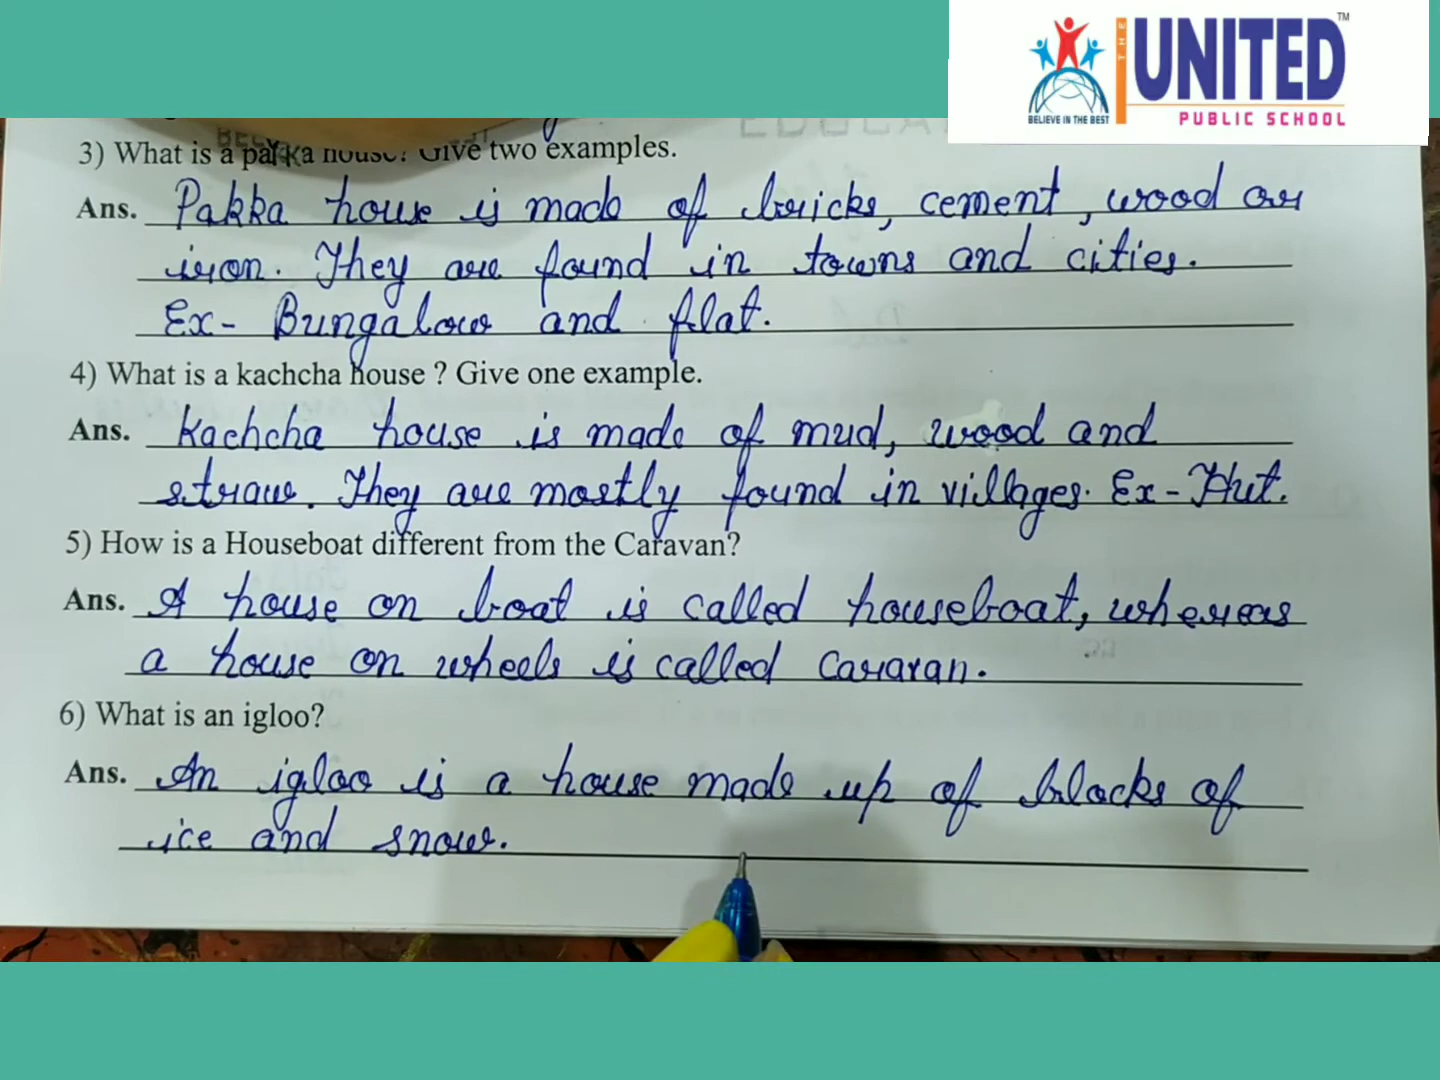 THE UNITED™
PUBLIC SCHOOL
BELIEVE IN THE BEST
3) What is a pakka house? Give two examples.
Ans. Pakka house is made of bricks, cement, wood or
iron. They are found in towns and cities.
Ex- Bungalow and flat.
4) What is a kachcha house ? Give one example.
Ans. Kachcha house is made of mud, wood and
straw. They are mostly found in villages. Ex- Hut.
5) How is a Houseboat different from the Caravan?
Ans. A house on boat is called houseboat, whereas
a house on wheels is called Caravan.
6) What is an igloo?
Ans. An igloo is a house made up of blocks of
ice and snow.